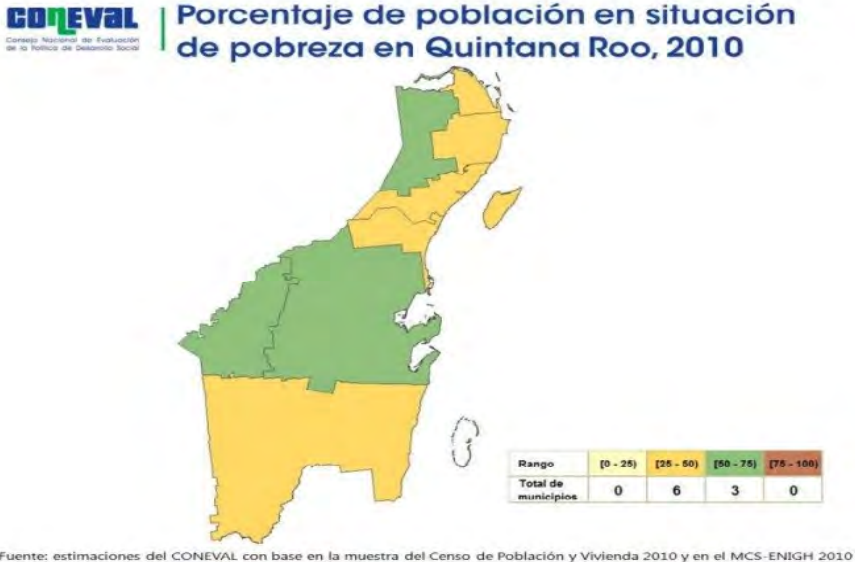 CONEVAL
Consejo Nacional de Evaluación
de la Política de Desarrollo Social
Porcentaje de población en situación
de pobreza en Quintana Roo, 2010
Rango [0 - 25) [25 - 50) [50 - 75) [75 - 100)
Total de
municipios 0 6 3 0
Fuente: estimaciones del CONEVAL con base en la muestra del Censo de Población y Vivienda 2010 y en el MCS-ENIGH 2010